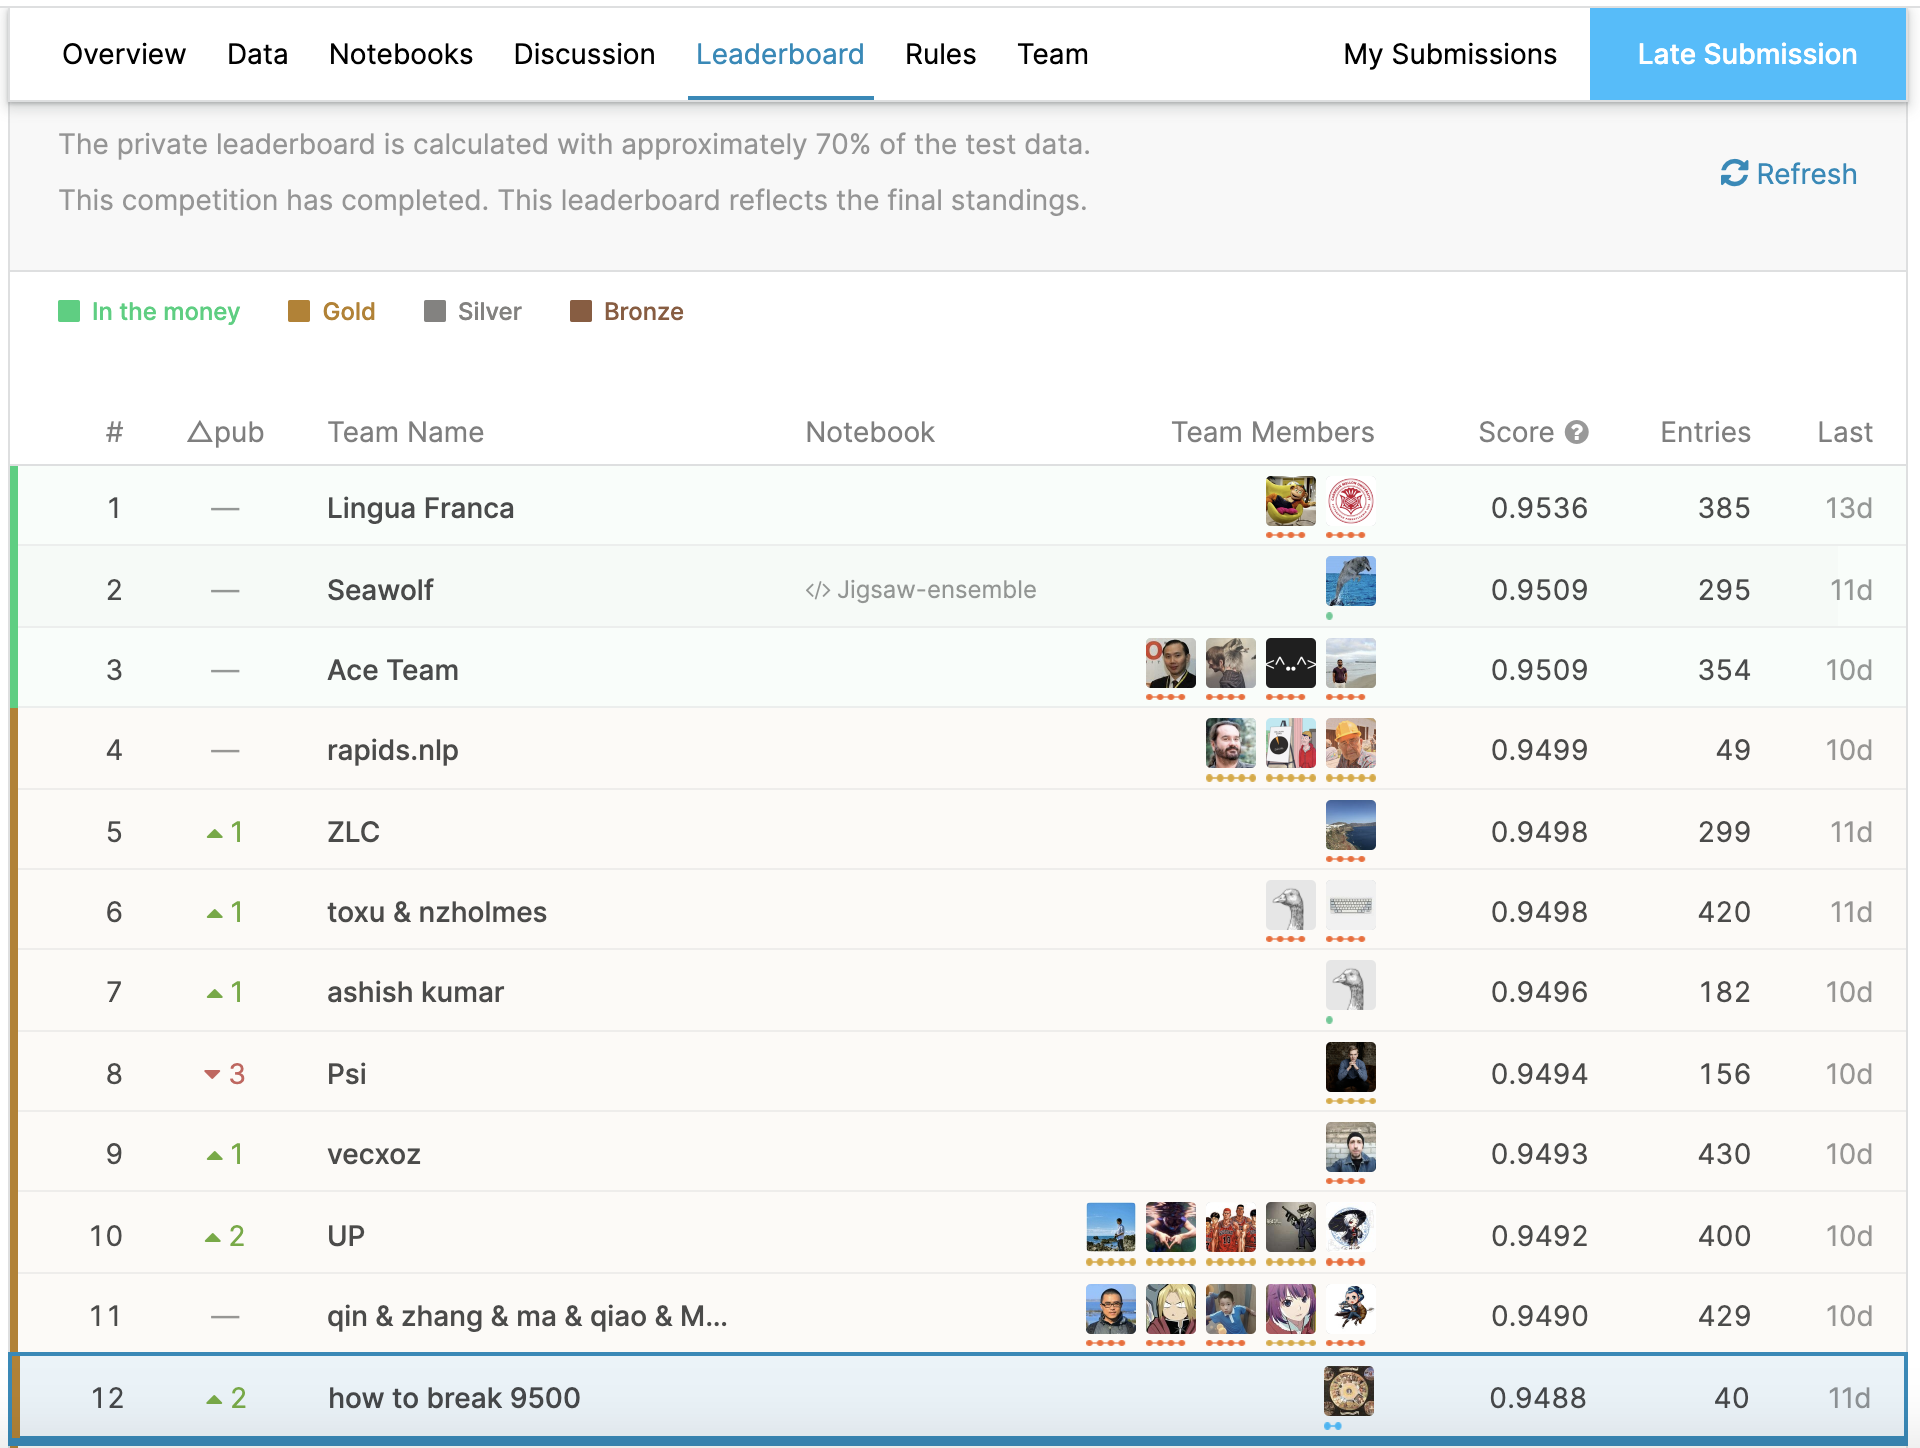 Overview Data Notebooks Discussion Leaderboard Rules Team My Submissions Late Submission
The private leaderboard is calculated with approximately 70% of the test data.
This competition has completed. This leaderboard reflects the final standings.
Refresh
In the money Gold Silver Bronze
# △pub Team Name Notebook Team Members Score ? Entries Last
1 — Lingua Franca 0.9536 385 13d
2 — Seawolf </> Jigsaw-ensemble 0.9509 295 11d
3 — Ace Team <^..^> 0.9509 354 10d
4 — rapids.nlp 0.9499 49 10d
5 ▲1 ZLC 0.9498 299 11d
6 ▲1 toxu & nzholmes 0.9498 420 11d
7 ▲1 ashish kumar 0.9496 182 10d
8 ▼3 Psi 0.9494 156 10d
9 ▲1 vecxoz 0.9493 430 10d
10 ▲2 UP 0.9492 400 10d
11 — qin & zhang & ma & qiao & M... 0.9490 429 10d
12 ▲2 how to break 9500 0.9488 40 11d